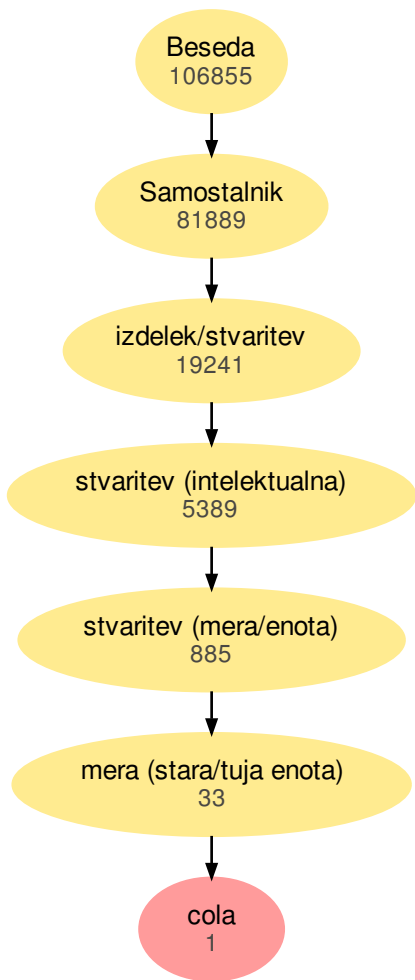 Beseda
106855
Samostalnik
81889
izdelek/stvaritev
19241
stvaritev (intelektualna)
5389
stvaritev (mera/enota)
885
mera (stara/tuja enota)
33
cola
1